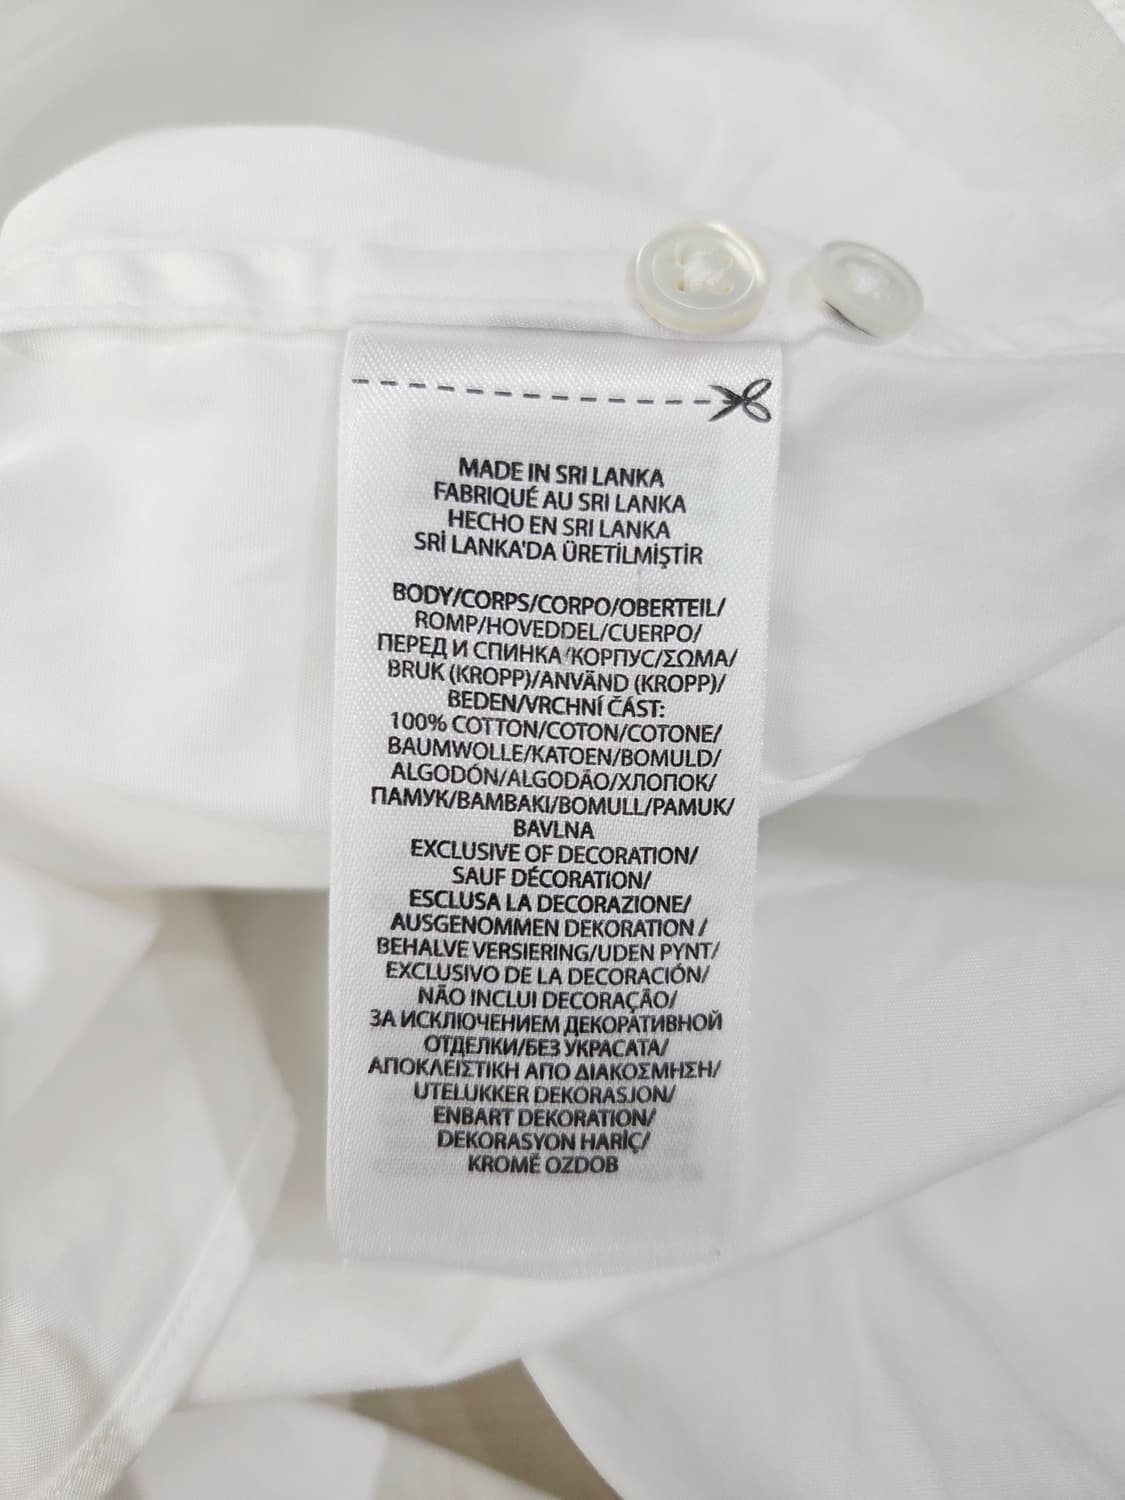 MADE IN SRI LANKA
FABRIQUÉ AU SRI LANKA
HECHO EN SRI LANKA
SRİ LANKA'DA ÜRETİLMİŞTİR
BODY/CORPS/CORPO/OBERTEIL/
ROMP/HOVEDDEL/CUERPO/
ПЕРЕД И СПИНКА/КОРПУС/ΣΩΜΑ/
BRUK (KROPP)/ANVÄND (KROPP)/
BEDEN/VRCHNÍ ČÁST:
100% COTTON/COTON/COTONE/
BAUMWOLLE/KATOEN/BOMULD/
ALGODÓN/ALGODÃO/ХЛОПОК/
ПАМУК/ΒΑΜΒΑΚΙ/BOMULL/PAMUK/
BAVLNA
EXCLUSIVE OF DECORATION/
SAUF DÉCORATION/
ESCLUSA LA DECORAZIONE/
AUSGENOMMEN DEKORATION /
BEHALVE VERSIERING/UDEN PYNT/
EXCLUSIVO DE LA DECORACIÓN/
NÃO INCLUI DECORAÇÃO/
ЗА ИСКЛЮЧЕНИЕМ ДЕКОРАТИВНОЙ
ОТДЕЛКИ/БЕЗ УКРАСАТА/
ΑΠΟΚΛΕΙΣΤΙΚΗ ΑΠΟ ΔΙΑΚΟΣΜΗΣΗ/
UTELUKKER DEKORASJON/
ENBART DEKORATION/
DEKORASYON HARİÇ/
KROMĚ OZDOB